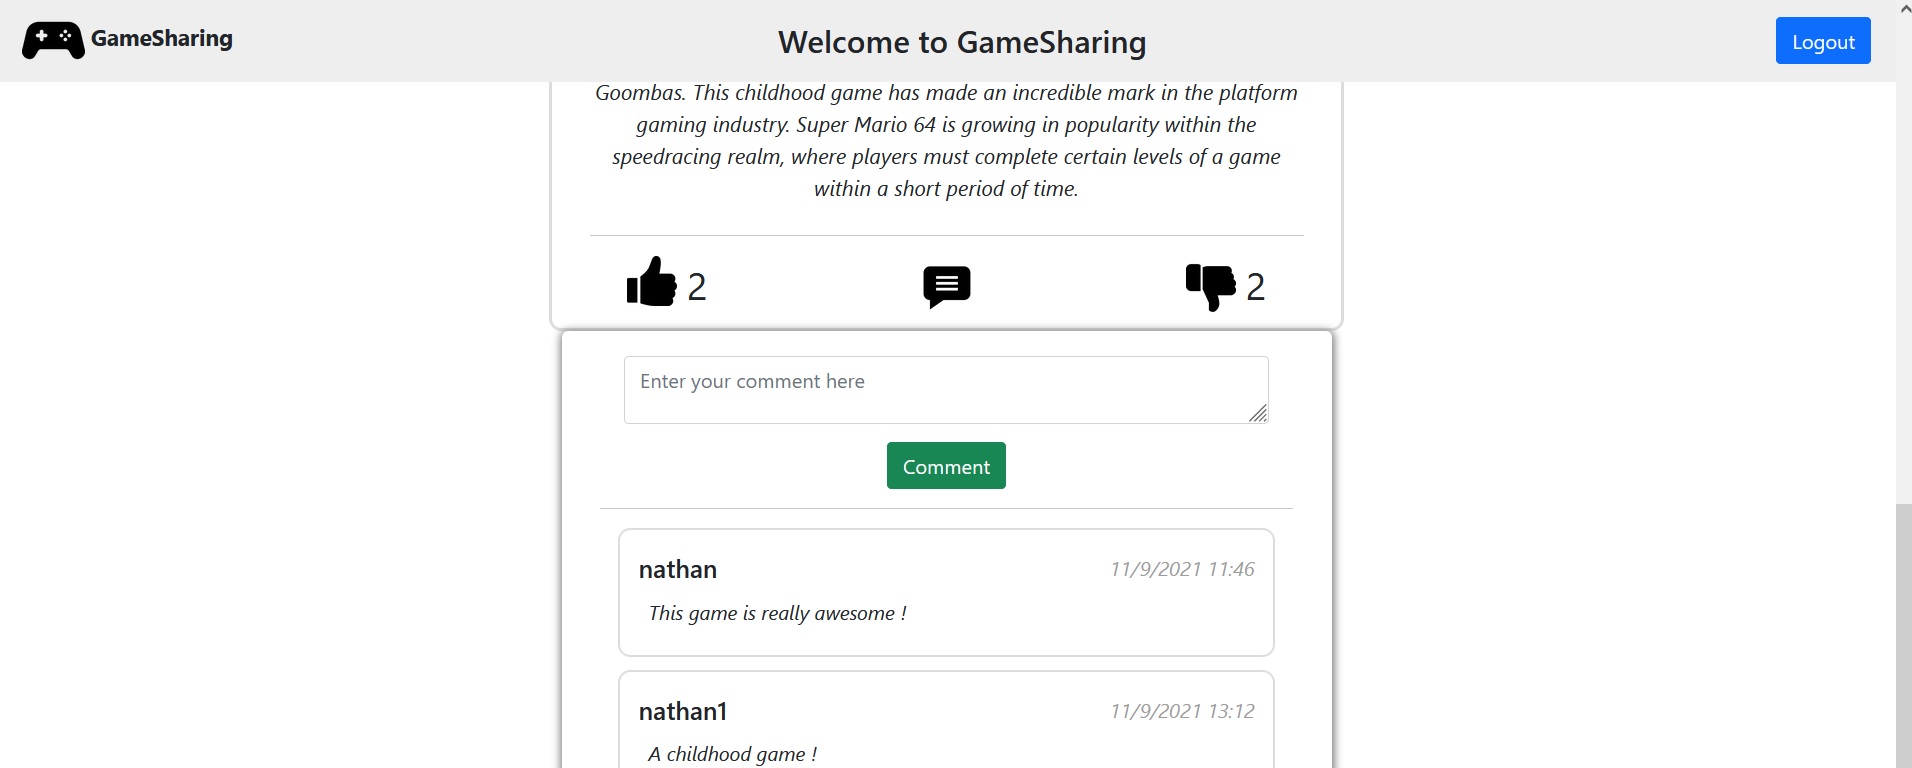 GameSharing
Welcome to GameSharing
Logout
Goombas. This childhood game has made an incredible mark in the platform
gaming industry. Super Mario 64 is growing in popularity within the
speedracing realm, where players must complete certain levels of a game
within a short period of time.
2
2
Enter your comment here
Comment
nathan
11/9/2021 11:46
This game is really awesome !
nathan1
11/9/2021 13:12
A childhood game !